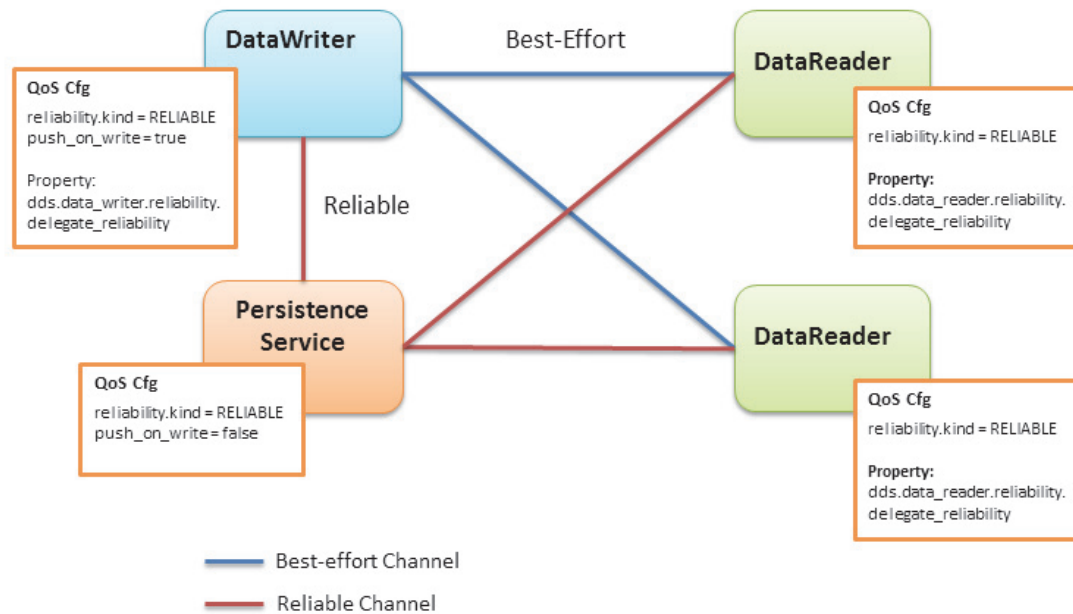 DataWriter
Best-Effort
DataReader
QoS Cfg
reliability.kind = RELIABLE
push_on_write = true
Property:
dds.data_writer.reliability.
delegate_reliability
QoS Cfg
reliability.kind = RELIABLE
Property:
dds.data_reader.reliability.
delegate_reliability
Reliable
Persistence
Service
DataReader
QoS Cfg
reliability.kind = RELIABLE
push_on_write = false
QoS Cfg
reliability.kind = RELIABLE
Property:
dds.data_reader.reliability.
delegate_reliability
Best-effort Channel
Reliable Channel